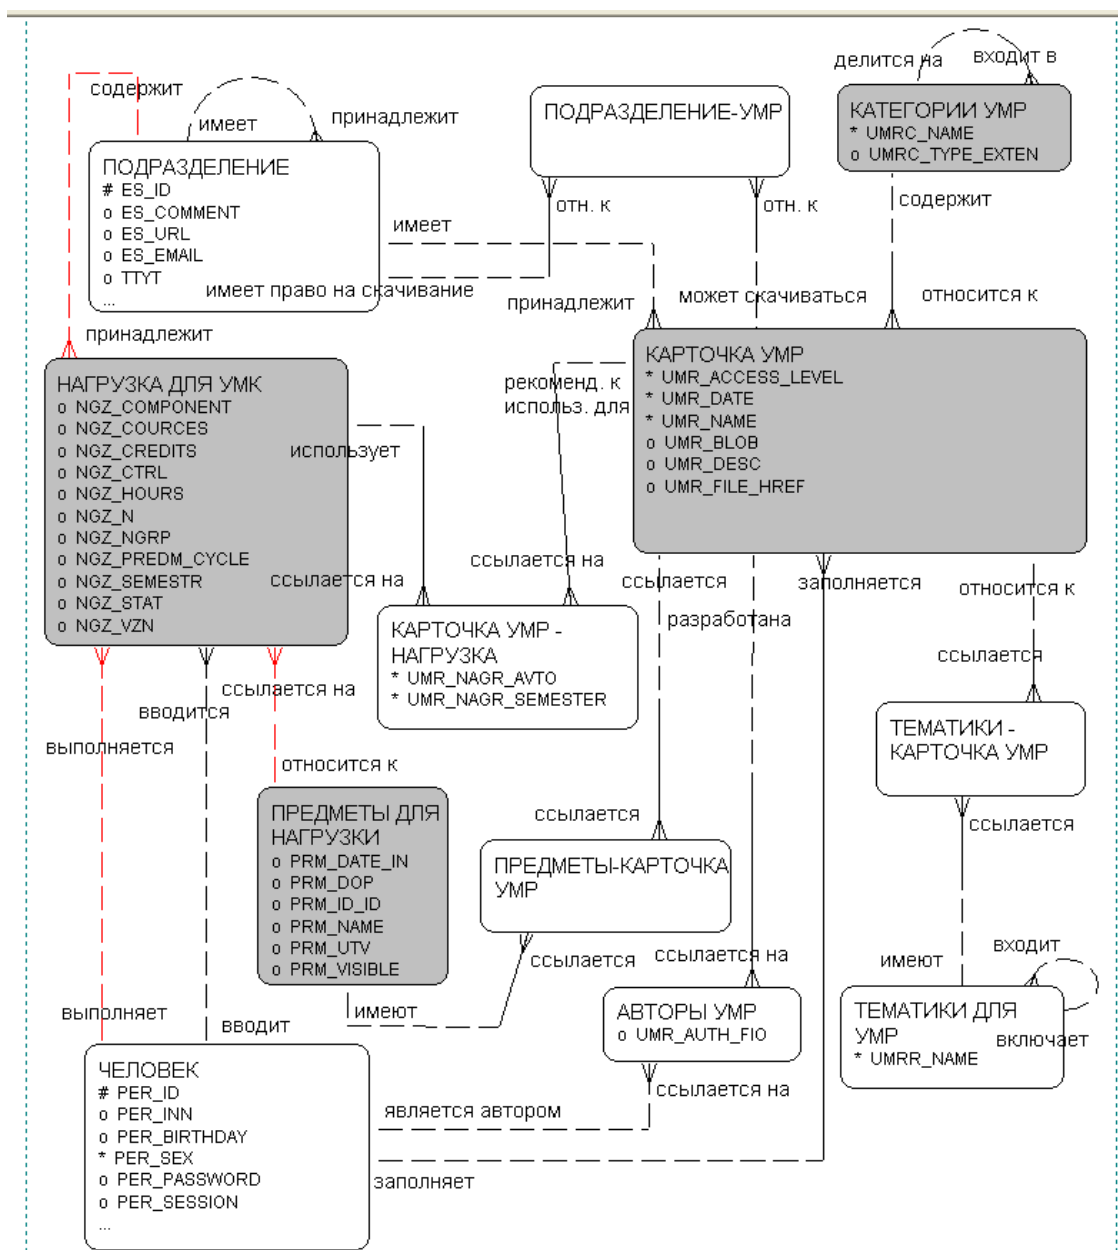 делится на
входит в
содержит
имеет
принадлежит
ПОДРАЗДЕЛЕНИЕ-УМР
КАТЕГОРИИ УМР
* UMRC_NAME
o UMRC_TYPE_EXTEN
ПОДРАЗДЕЛЕНИЕ
# ES_ID
o ES_COMMENT
o ES_URL
o ES_EMAIL
o TTYT
...
отн. к
отн. к
содержит
имеет
имеет право на скачивание
принадлежит
может скачиваться
относится к
принадлежит
НАГРУЗКА ДЛЯ УМК
o NGZ_COMPONENT
o NGZ_COURCES
o NGZ_CREDITS
o NGZ_CTRL
o NGZ_HOURS
o NGZ_N
o NGZ_NGRP
o NGZ_PREDM_CYCLE
o NGZ_SEMESTR
o NGZ_STAT
o NGZ_VZN
использует
рекоменд. к
использ. для
КАРТОЧКА УМР
* UMR_ACCESS_LEVEL
* UMR_DATE
* UMR_NAME
o UMR_BLOB
o UMR_DESC
o UMR_FILE_HREF
ссылается на
ссылается на
ссылается
заполняется
относится к
разработана
КАРТОЧКА УМР -
НАГРУЗКА
* UMR_NAGR_AVTO
* UMR_NAGR_SEMESTER
ссылается
ссылается на
вводится
выполняется
ТЕМАТИКИ -
КАРТОЧКА УМР
относится к
ПРЕДМЕТЫ ДЛЯ
НАГРУЗКИ
o PRM_DATE_IN
o PRM_DOP
o PRM_ID_ID
o PRM_NAME
o PRM_UTV
o PRM_VISIBLE
ссылается
ссылается
ПРЕДМЕТЫ-КАРТОЧКА
УМР
ссылается
ссылается на
имеют
входит
выполняет
вводит
имеют
АВТОРЫ УМР
o UMR_AUTH_FIO
ТЕМАТИКИ ДЛЯ
УМР
* UMRR_NAME
включает
ЧЕЛОВЕК
# PER_ID
o PER_INN
o PER_BIRTHDAY
* PER_SEX
o PER_PASSWORD
o PER_SESSION
...
является автором
ссылается на
заполняет